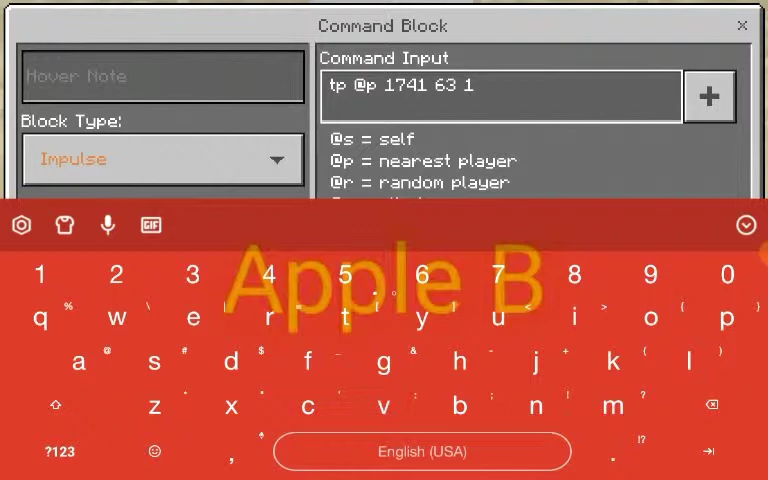 Command Block ×
Hover Note
Command Input
tp @p 1741 63 1
+
Block Type:
@s = self
Impulse
@p = nearest player
@r = random player
GIF
Apple B
1 2 3 4 5 6 7 8 9 0
q w e r t y u i o p
a s d f g h j k l
z x c v b n m
?123 , English (USA) . !?